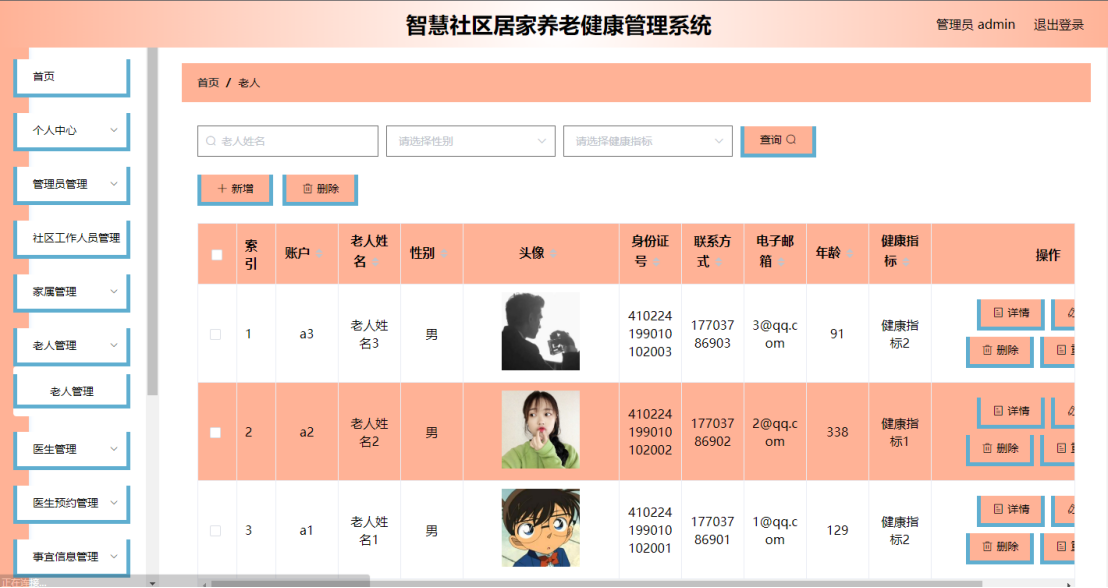 智慧社区居家养老健康管理系统
管理员 admin 退出登录
首页
个人中心
管理员管理
社区工作人员管理
家属管理
老人管理
老人管理
医生管理
医生预约管理
事宜信息管理
首页 / 老人
老人姓名 请选择性别 请选择健康指标 查询
新增 删除
索引 账户 老人姓名 性别 头像 身份证号 联系方式 电子邮箱 年龄 健康指标 操作
1 a3 老人姓名3 男 410224199010102003 17703786903 3@qq.com 91 健康指标2 详情
删除
2 a2 老人姓名2 男 410224199010102002 17703786902 2@qq.com 338 健康指标1 详情
删除
3 a1 老人姓名1 男 410224199010102001 17703786901 1@qq.com 129 健康指标2 详情
删除
正在连接...